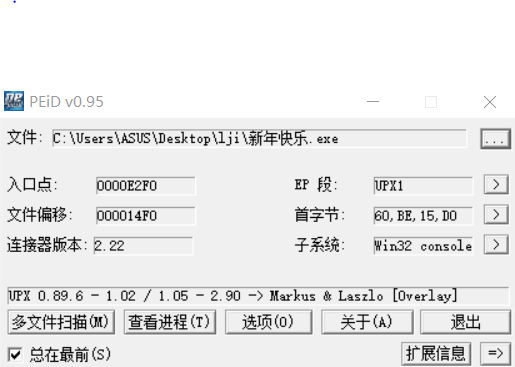 PEiD v0.95
文件: C:\Users\ASUS\Desktop\lji\新年快乐.exe ...
入口点: 0000E2F0 EP 段: UPX1 >
文件偏移: 000014F0 首字节: 60,BE,15,D0 >
连接器版本: 2.22 子系统: Win32 console >
UPX 0.89.6 - 1.02 / 1.05 - 2.90 -> Markus & Laszlo [Overlay]
多文件扫描(M) 查看进程(T) 选项(O) 关于(A) 退出
总在最前(S) 扩展信息 =>